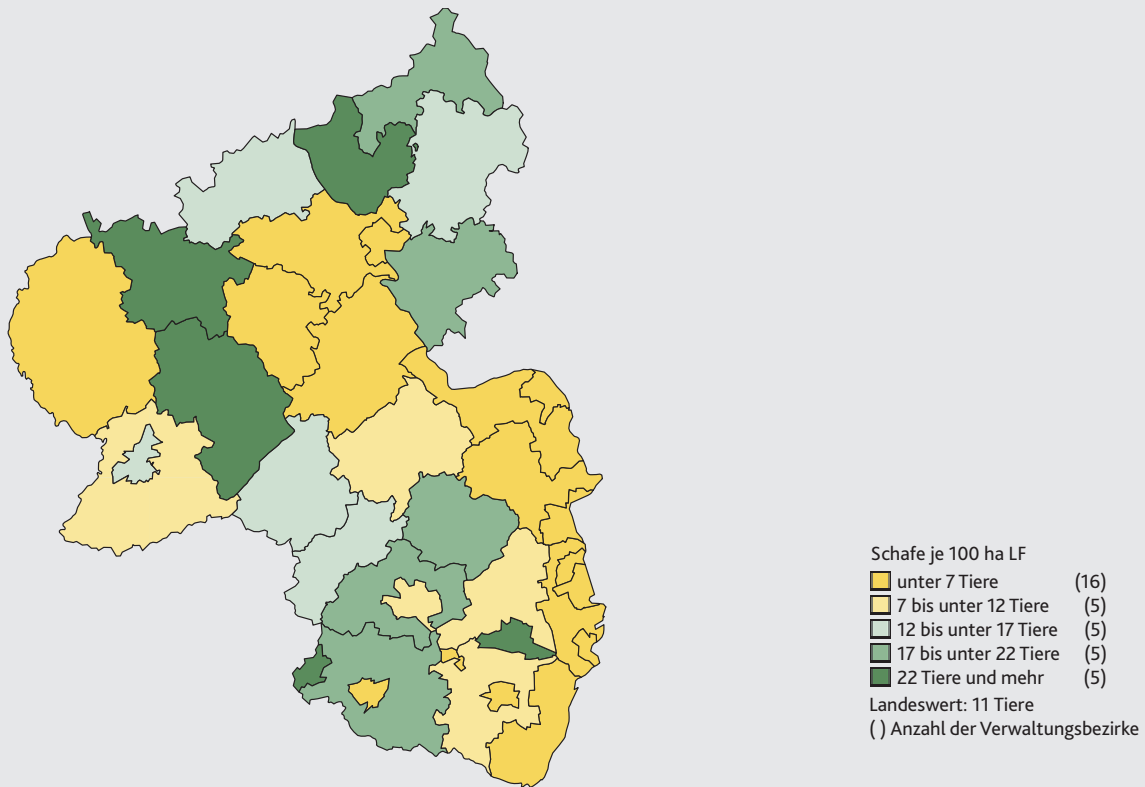 Schafe je 100 ha LF
unter 7 Tiere (16)
7 bis unter 12 Tiere (5)
12 bis unter 17 Tiere (5)
17 bis unter 22 Tiere (5)
22 Tiere und mehr (5)
Landeswert: 11 Tiere
( ) Anzahl der Verwaltungsbezirke